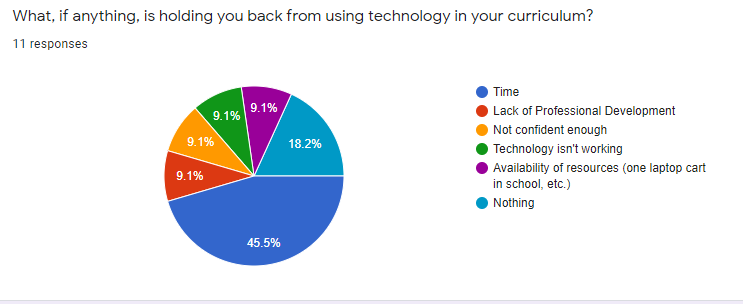 What, if anything, is holding you back from using technology in your curriculum?
11 responses
9.1%
9.1%
18.2%
9.1%
9.1%
45.5%
Time
Lack of Professional Development
Not confident enough
Technology isn't working
Availability of resources (one laptop cart
in school, etc.)
Nothing